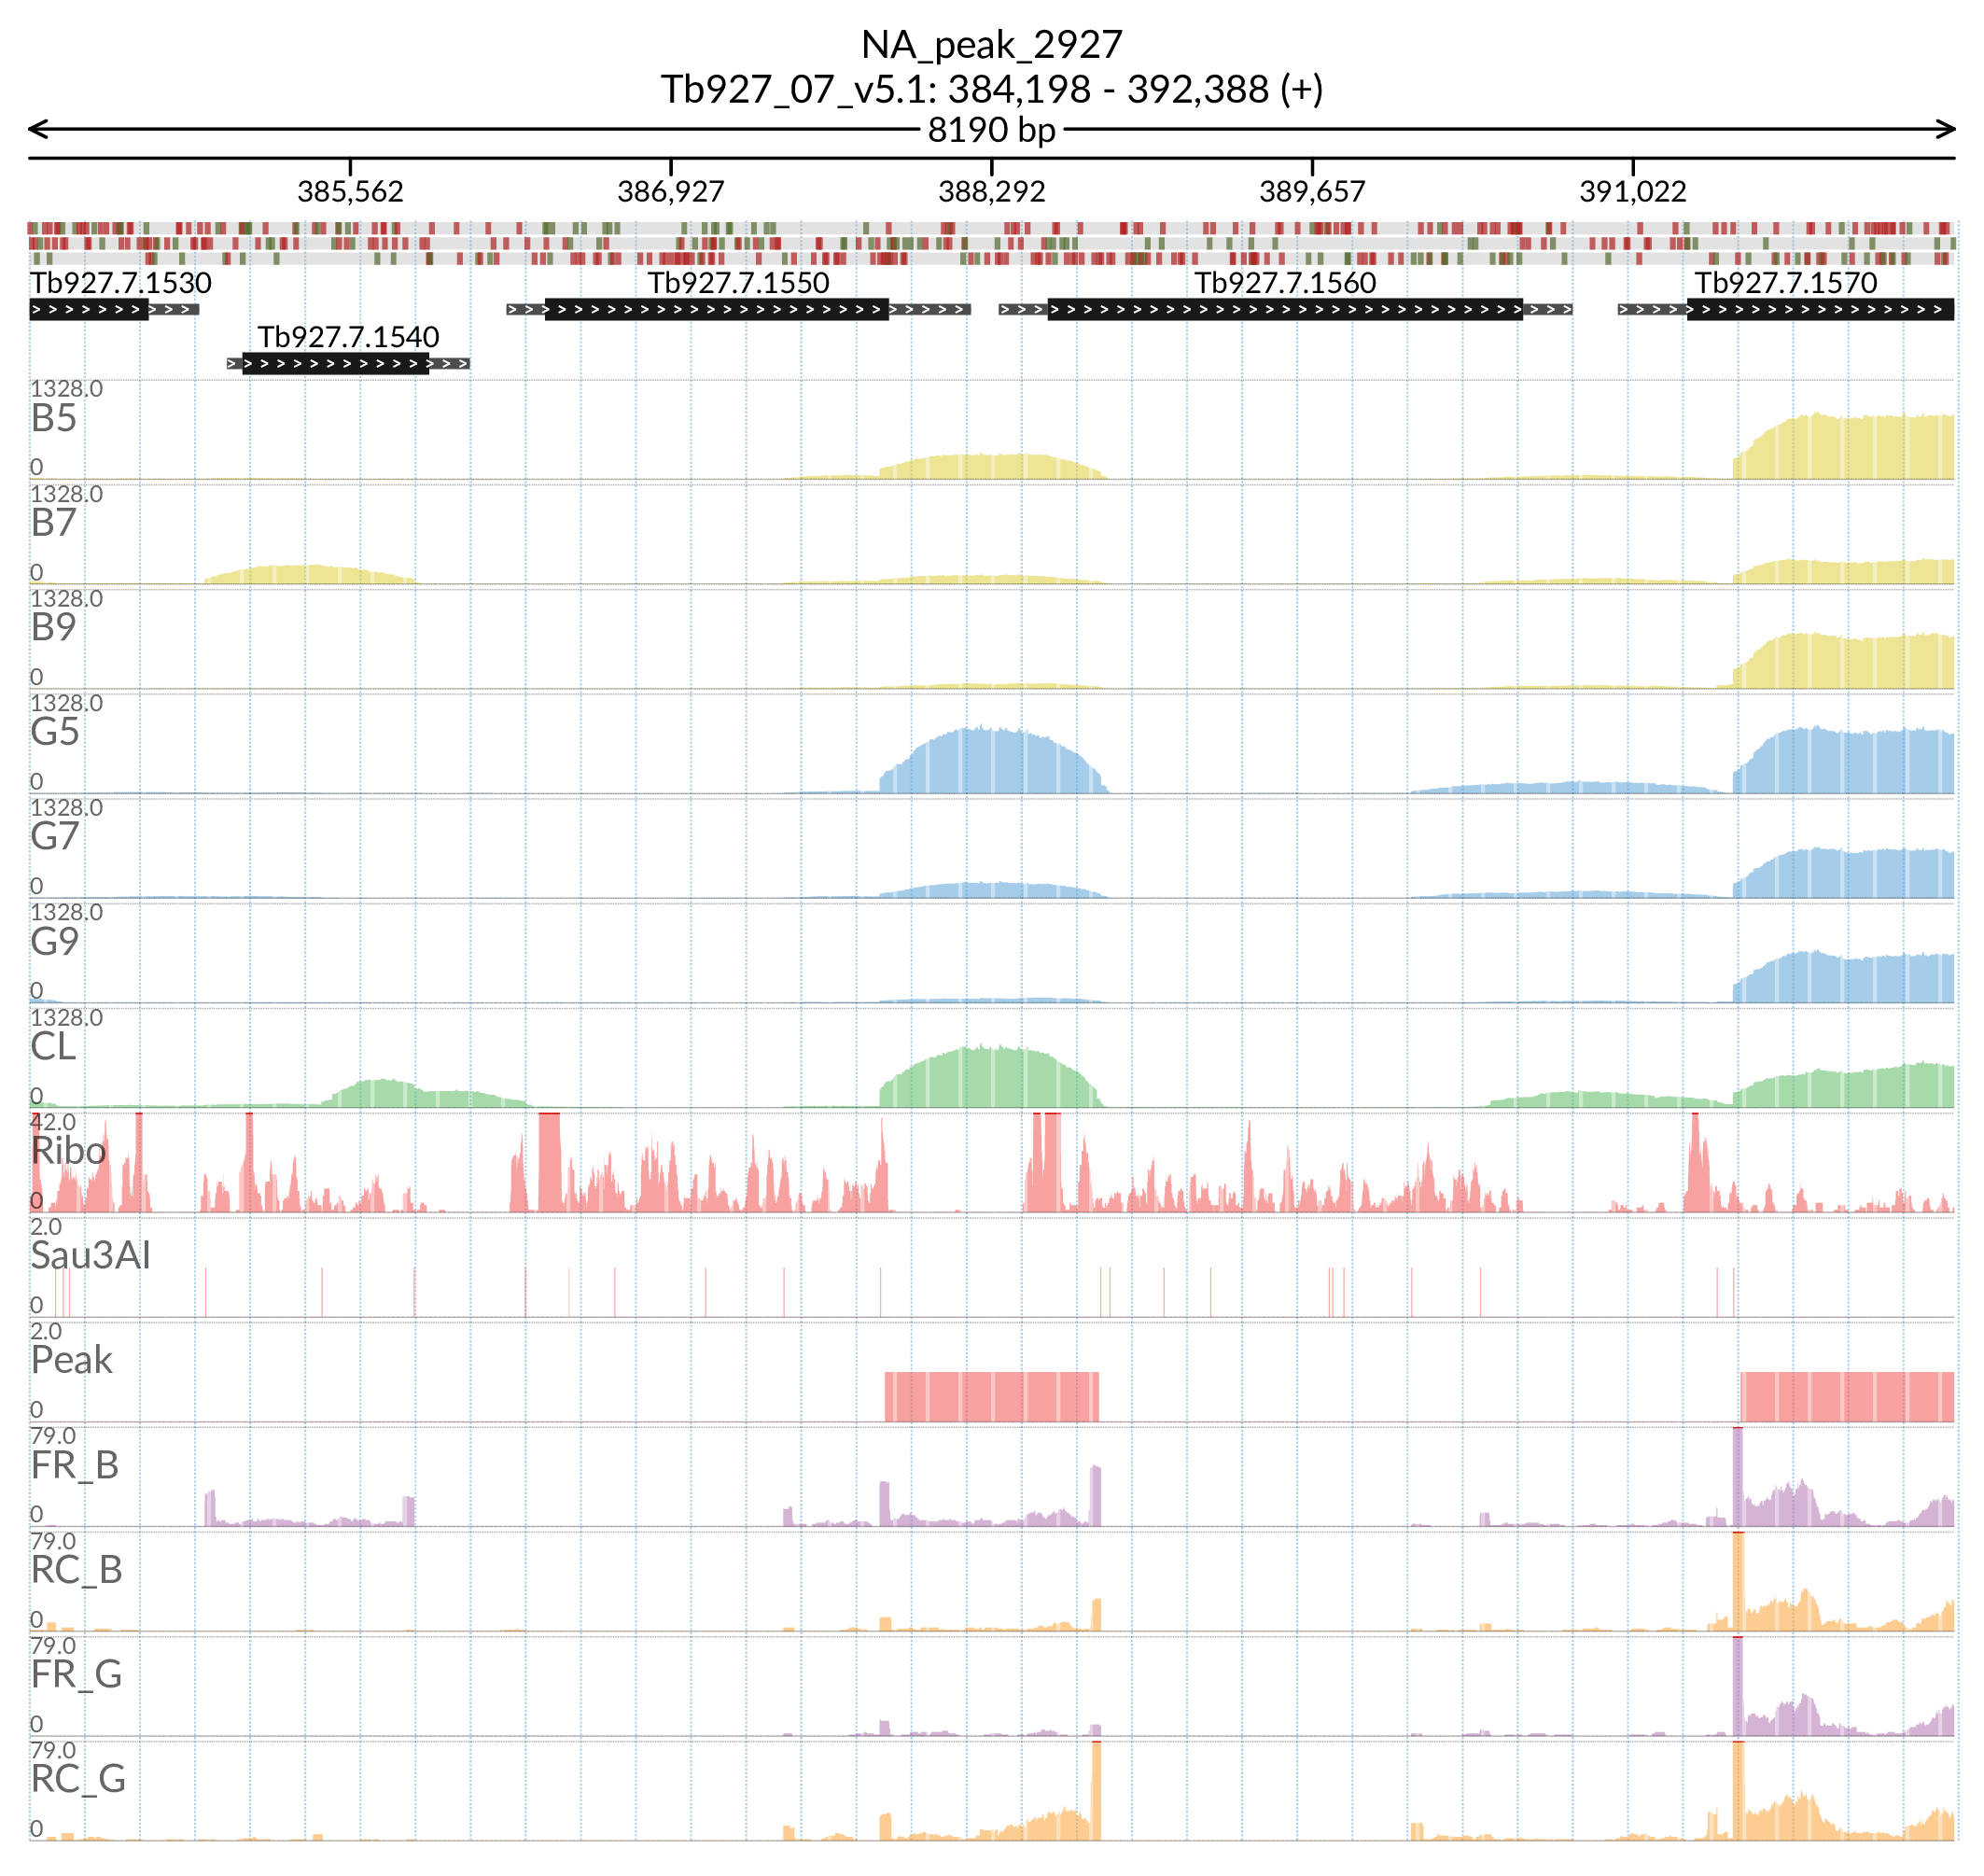 NA_peak_2927
Tb927_07_v5.1: 384,198 - 392,388 (+)
8190 bp
385,562 386,927 388,292 389,657 391,022
Tb927.7.1530 Tb927.7.1550 Tb927.7.1560 Tb927.7.1570
Tb927.7.1540
1328.0
B5
0
1328.0
B7
0
1328.0
B9
0
1328.0
G5
0
1328.0
G7
0
1328.0
G9
0
1328.0
CL
0
42.0
Ribo
0
2.0
Sau3AI
0
2.0
Peak
0
79.0
FR_B
0
79.0
RC_B
0
79.0
FR_G
0
79.0
RC_G
0